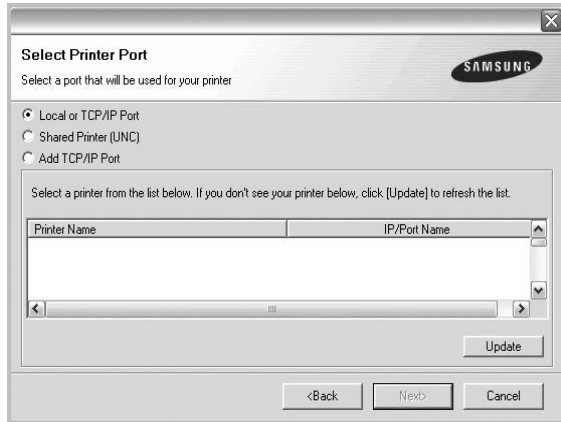 Select Printer Port
Select a port that will be used for your printer
SAMSUNG
Local or TCP/IP Port
Shared Printer (UNC)
Add TCP/IP Port
Select a printer from the list below. If you don't see your printer below, click [Update] to refresh the list.
Printer Name IP/Port Name
Update
<Back Next> Cancel